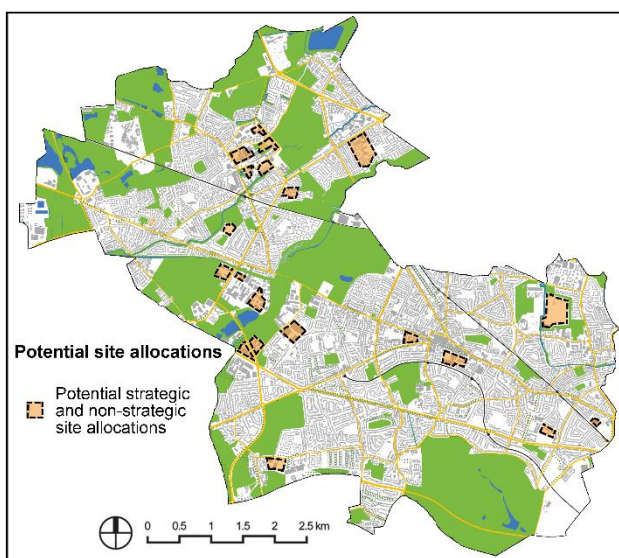 Potential site allocations
Potential strategic
and non-strategic
site allocations
0 0.5 1 1.5 2 2.5 km